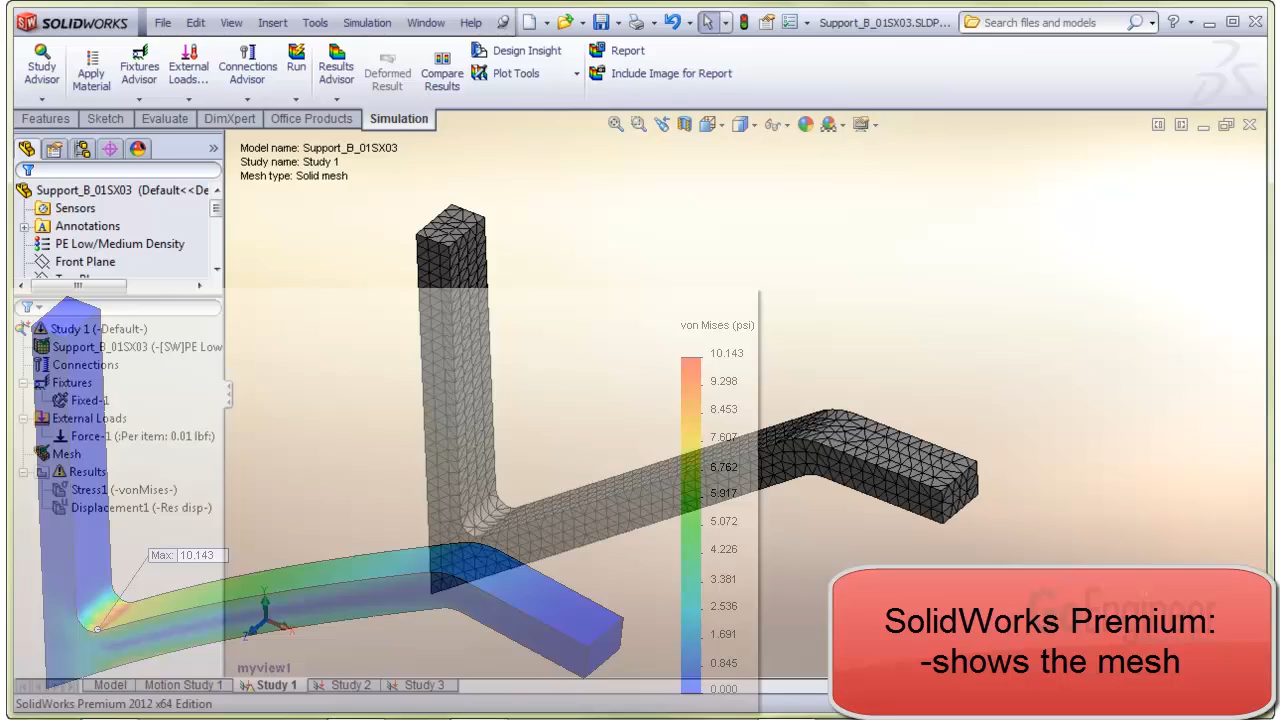 SOLIDWORKS File Edit View Insert Tools Simulation Window Help Support_B_01SX03.SLDP... Search files and models
Study Advisor
Apply Material
Fixtures Advisor
External Loads...
Connections Advisor
Run
Results Advisor
Deformed Result
Compare Results
Design Insight
Plot Tools
Report
Include Image for Report
Features Sketch Evaluate DimXpert Office Products Simulation
Model name: Support_B_01SX03
Study name: Study 1
Mesh type: Solid mesh
Support_B_01SX03 (Default<<De
Sensors
Annotations
PE Low/Medium Density
Front Plane
Study 1 (-Default-)
Support_B_01SX03 (-[SW]PE Low
Connections
Fixtures
Fixed-1
External Loads
Force-1 (:Per item: 0.01 lbf:)
Mesh
Results
Stress1 (-vonMises-)
Displacement1 (-Res disp-)
Max: 10.143
von Mises (psi)
10.143
9.298
8.453
7.607
6.762
5.917
5.072
4.226
3.381
2.536
1.691
0.845
0.000
Y
X
Z
myview1
GoEngineer
SolidWorks Premium:
-shows the mesh
Model Motion Study 1 Study 1 Study 2 Study 3
SolidWorks Premium 2012 x64 Edition